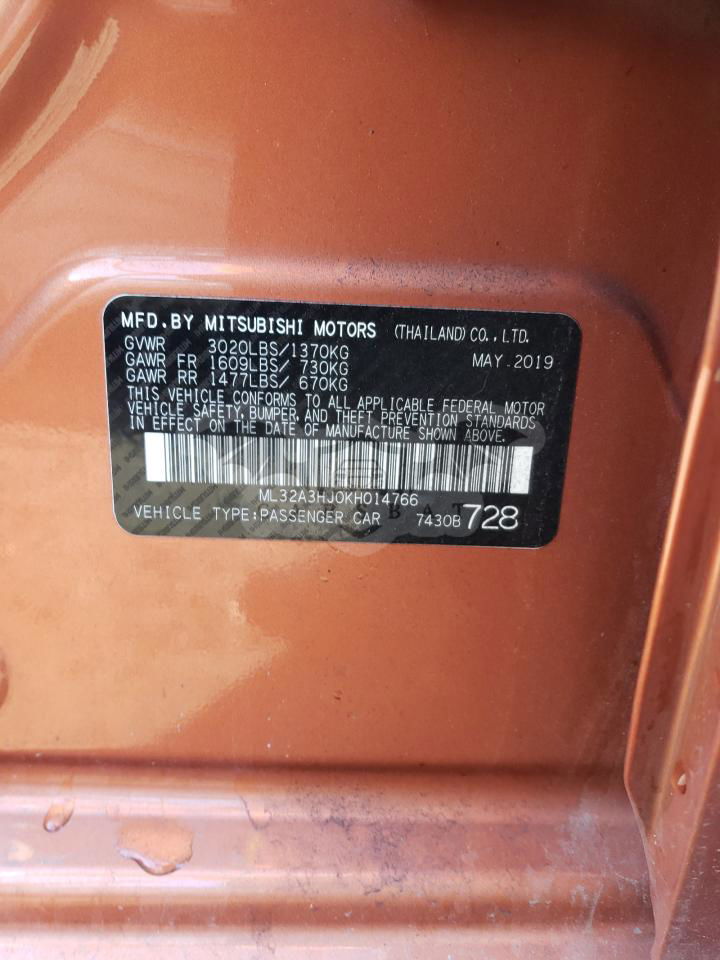 MFD.BY MITSUBISHI MOTORS (THAILAND) CO., LTD.
GVWR 3020LBS/1370KG MAY.2019
GAWR FR 1609LBS/ 730KG
GAWR RR 1477LBS/ 670KG
THIS VEHICLE CONFORMS TO ALL APPLICABLE FEDERAL MOTOR
VEHICLE SAFETY, BUMPER, AND THEFT PREVENTION STANDARDS
IN EFFECT ON THE DATE OF MANUFACTURE SHOWN ABOVE.
ML32A3HJ0KH014766
VEHICLE TYPE:PASSENGER CAR 7430B 728